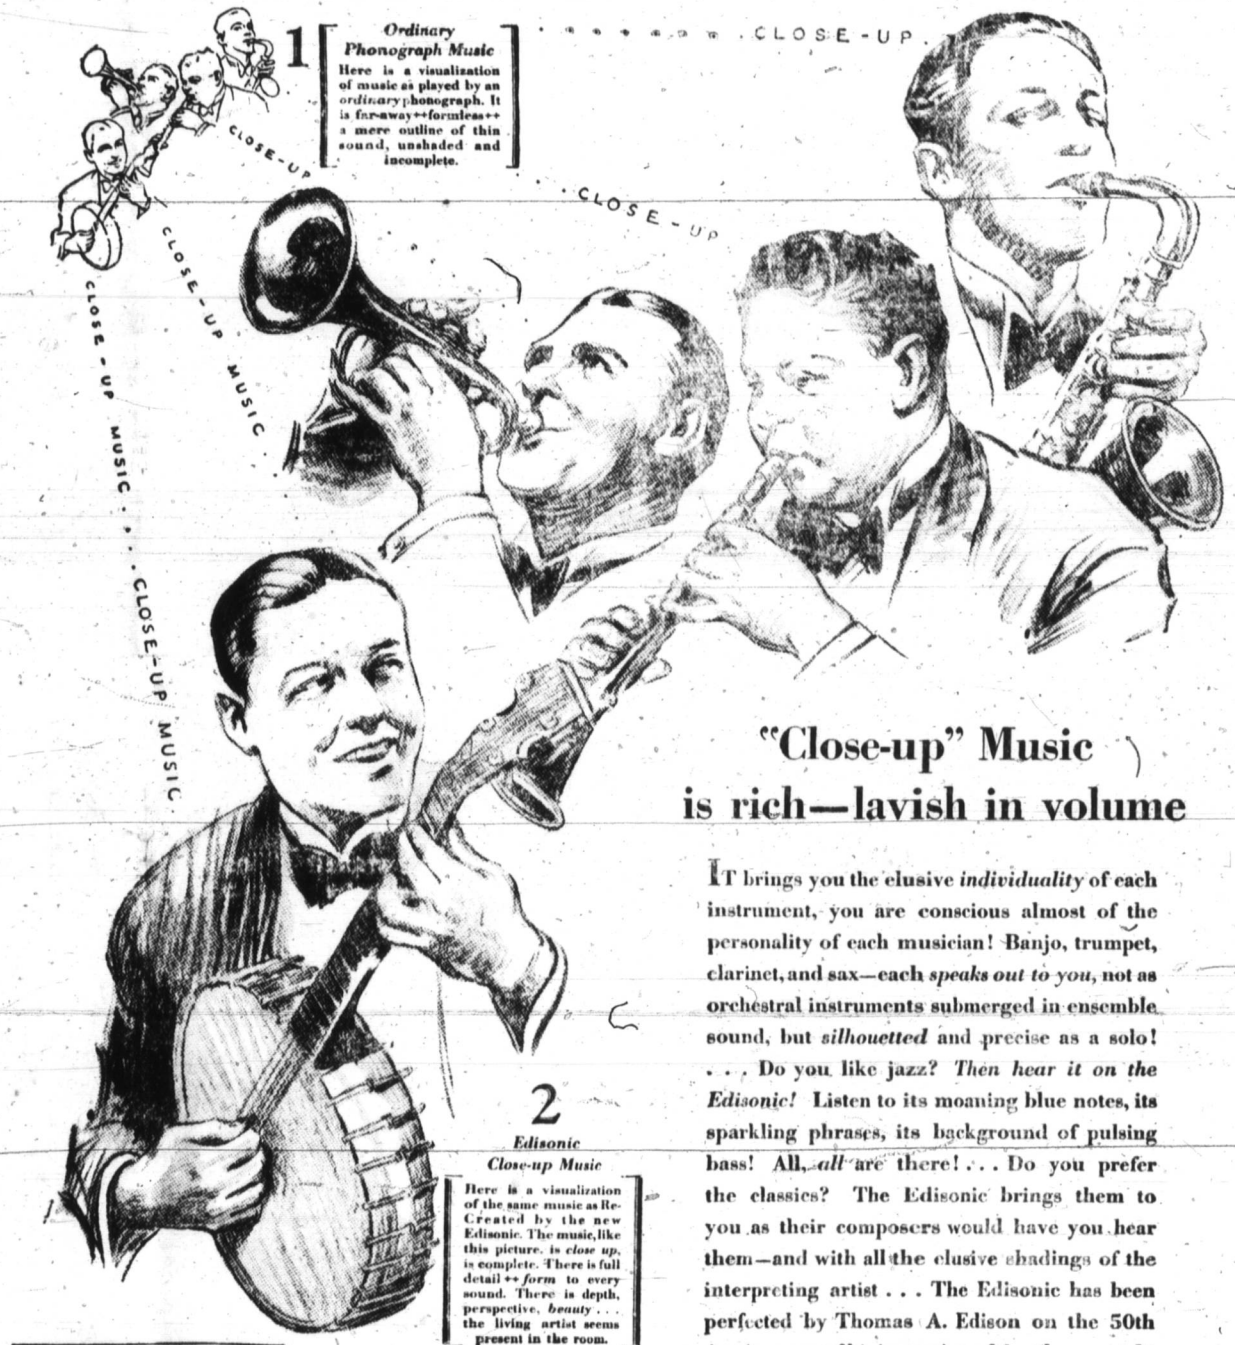 1
Ordinary
Phonograph Music
Here is a visualization
of music as played by an
ordinary phonograph. It
is far-away++formless++
a mere outline of thin
sound, unshaded and
incomplete.
CLOSE-UP
CLOSE-UP
CLOSE-UP
CLOSE-UP MUSIC
CLOSE-UP MUSIC
CLOSE-UP MUSIC
"Close-up" Music
is rich—lavish in volume
IT brings you the elusive individuality of each
instrument, you are conscious almost of the
personality of each musician! Banjo, trumpet,
clarinet, and sax—each speaks out to you, not as
orchestral instruments submerged in ensemble
sound, but silhouetted and precise as a solo!
. . . Do you like jazz? Then hear it on the
Edisonic! Listen to its moaning blue notes, its
sparkling phrases, its background of pulsing
bass! All, all are there! . . . Do you prefer
the classics? The Edisonic brings them to
you as their composers would have you hear
them—and with all the elusive shadings of the
interpreting artist . . . The Edisonic has been
perfected by Thomas A. Edison on the 50th
2
Edisonic
Close-up Music
Here is a visualization
of the same music as Re-
Created by the new
Edisonic. The music, like
this picture, is close up,
is complete. There is full
detail ++ form to every
sound. There is depth,
perspective, beauty . . .
the living artist seems
present in the room.